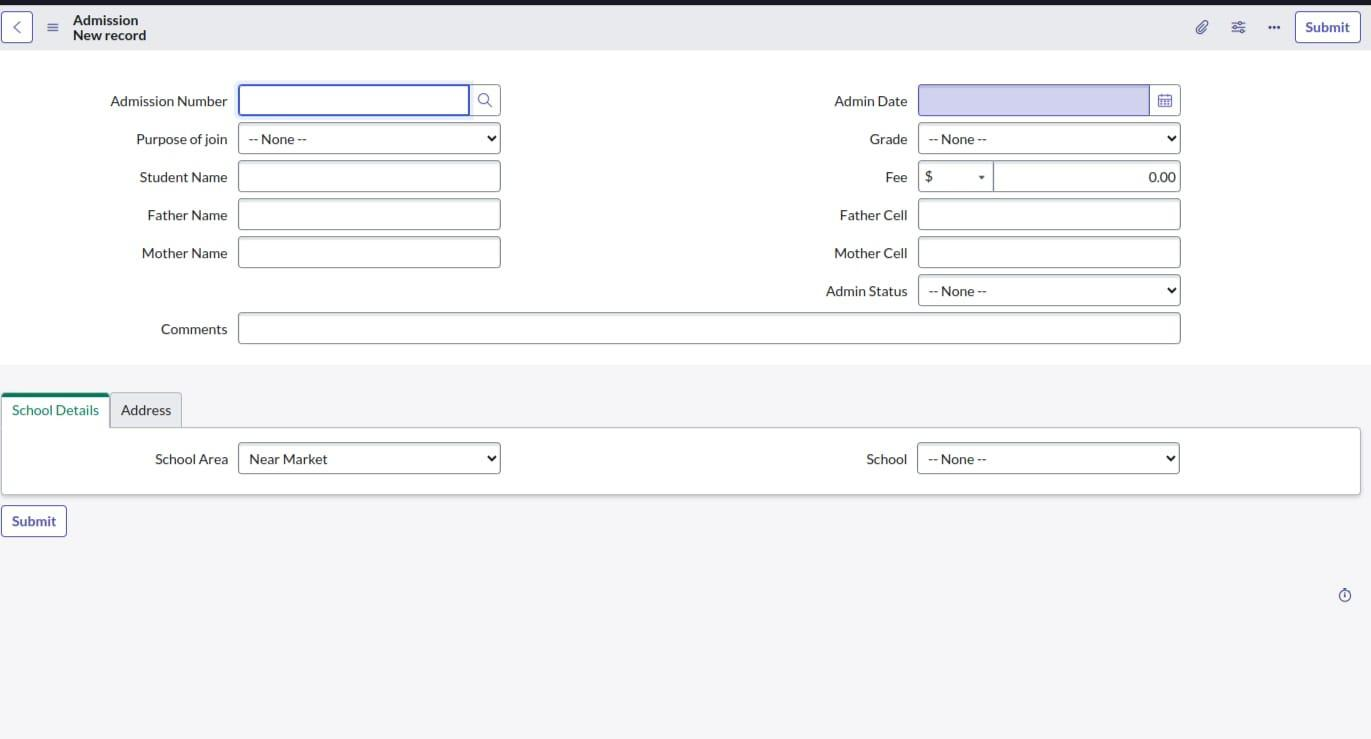 Admission
New record
Submit
Admission Number
Admin Date
Purpose of join -- None --
Grade -- None --
Student Name
Fee $ 0.00
Father Name
Father Cell
Mother Name
Mother Cell
Admin Status -- None --
Comments
School Details Address
School Area Near Market
School -- None --
Submit